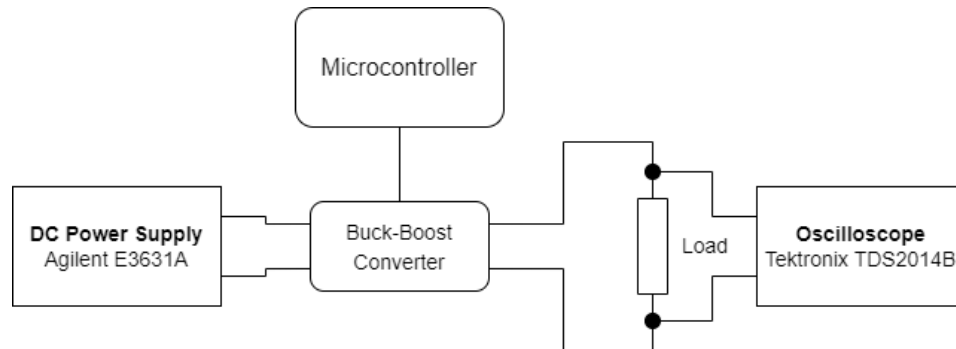 Microcontroller
DC Power Supply
Agilent E3631A
Buck-Boost
Converter
Load
Oscilloscope
Tektronix TDS2014B